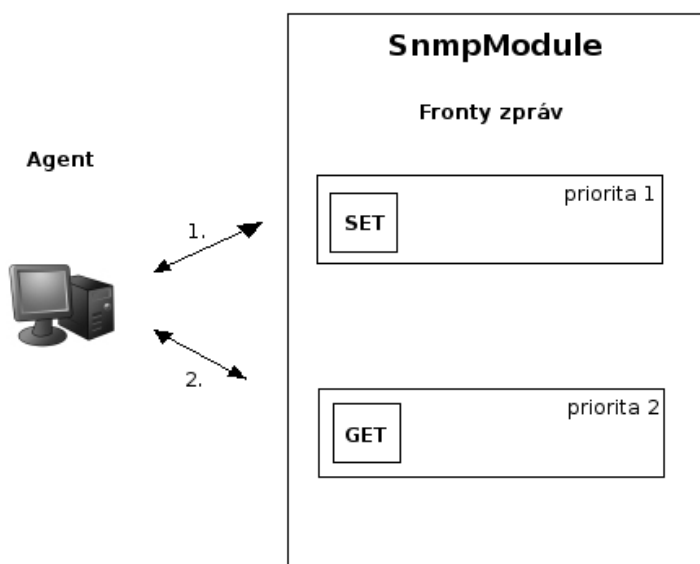 SnmpModule
Fronty zpráv
Agent
priorita 1
SET
1.
2.
priorita 2
GET